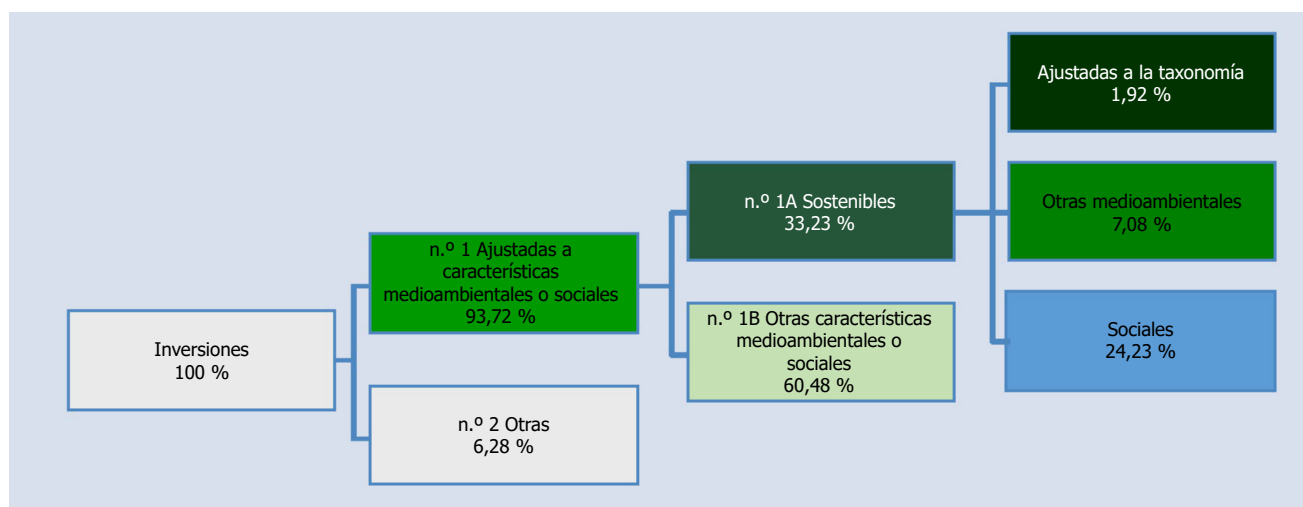 Inversiones
100 %
n.º 1 Ajustadas a
características
medioambientales o sociales
93,72 %
n.º 2 Otras
6,28 %
n.º 1A Sostenibles
33,23 %
n.º 1B Otras características
medioambientales o
sociales
60,48 %
Ajustadas a la taxonomía
1,92 %
Otras medioambientales
7,08 %
Sociales
24,23 %